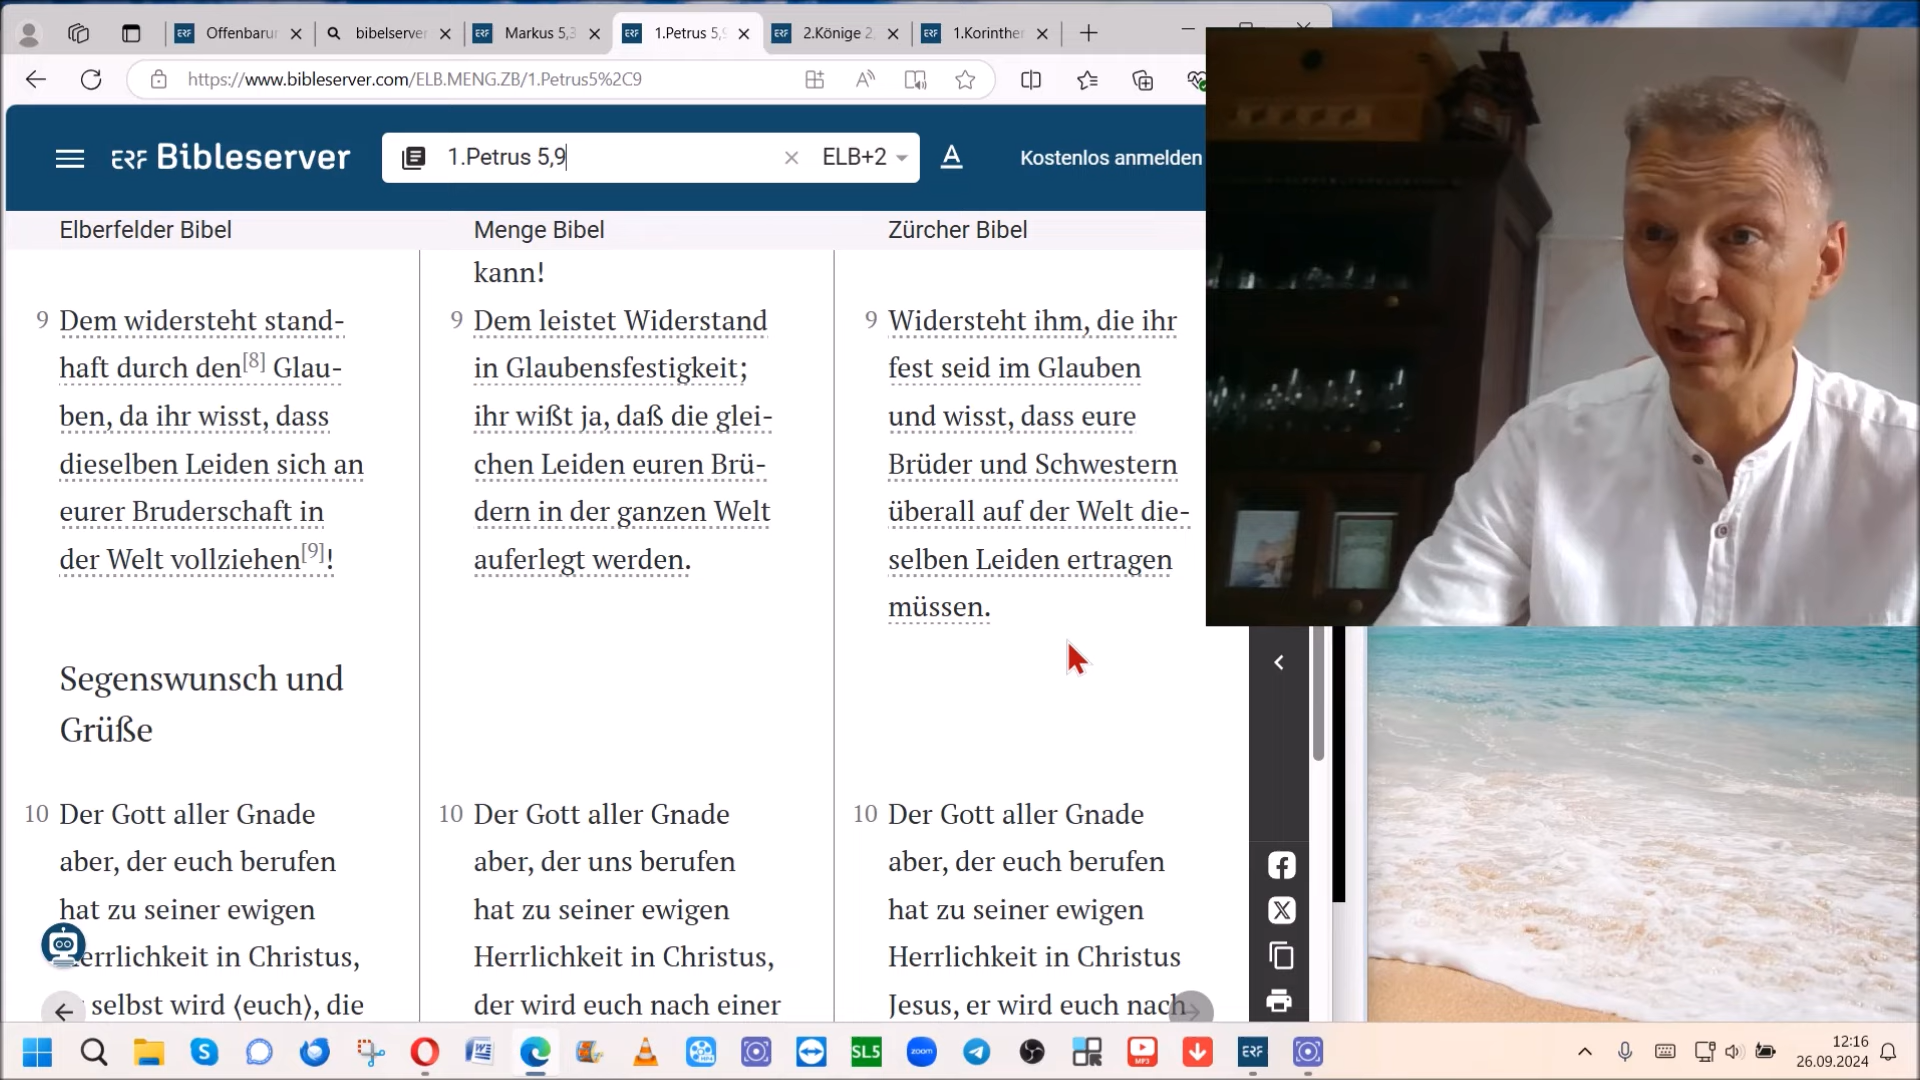 Offenbaru
bibelserver
Markus 5,3
1.Petrus 5,9
2.Könige 2
1.Korinthe
https://www.bibleserver.com/ELB.MENG.ZB/1.Petrus5%2C9
ERF Bibleserver
1.Petrus 5,9
ELB+2
Kostenlos anmelden
Elberfelder Bibel
9 Dem widersteht stand-
haft durch den[8] Glau-
ben, da ihr wisst, dass
dieselben Leiden sich an
eurer Bruderschaft in
der Welt vollziehen[9]!
Segenswunsch und
Grüße
10 Der Gott aller Gnade
aber, der euch berufen
hat zu seiner ewigen
Herrlichkeit in Christus,
selbst wird ⟨euch⟩, die
Menge Bibel
kann!
9 Dem leistet Widerstand
in Glaubensfestigkeit;
ihr wißt ja, daß die glei-
chen Leiden euren Brü-
dern in der ganzen Welt
auferlegt werden.
10 Der Gott aller Gnade
aber, der uns berufen
hat zu seiner ewigen
Herrlichkeit in Christus,
der wird euch nach einer
Zürcher Bibel
9 Widersteht ihm, die ihr
fest seid im Glauben
und wisst, dass eure
Brüder und Schwestern
überall auf der Welt die-
selben Leiden ertragen
müssen.
10 Der Gott aller Gnade
aber, der euch berufen
hat zu seiner ewigen
Herrlichkeit in Christus
Jesus, er wird euch nach
SL5
zoom
MP3
ERF
12:16
26.09.2024